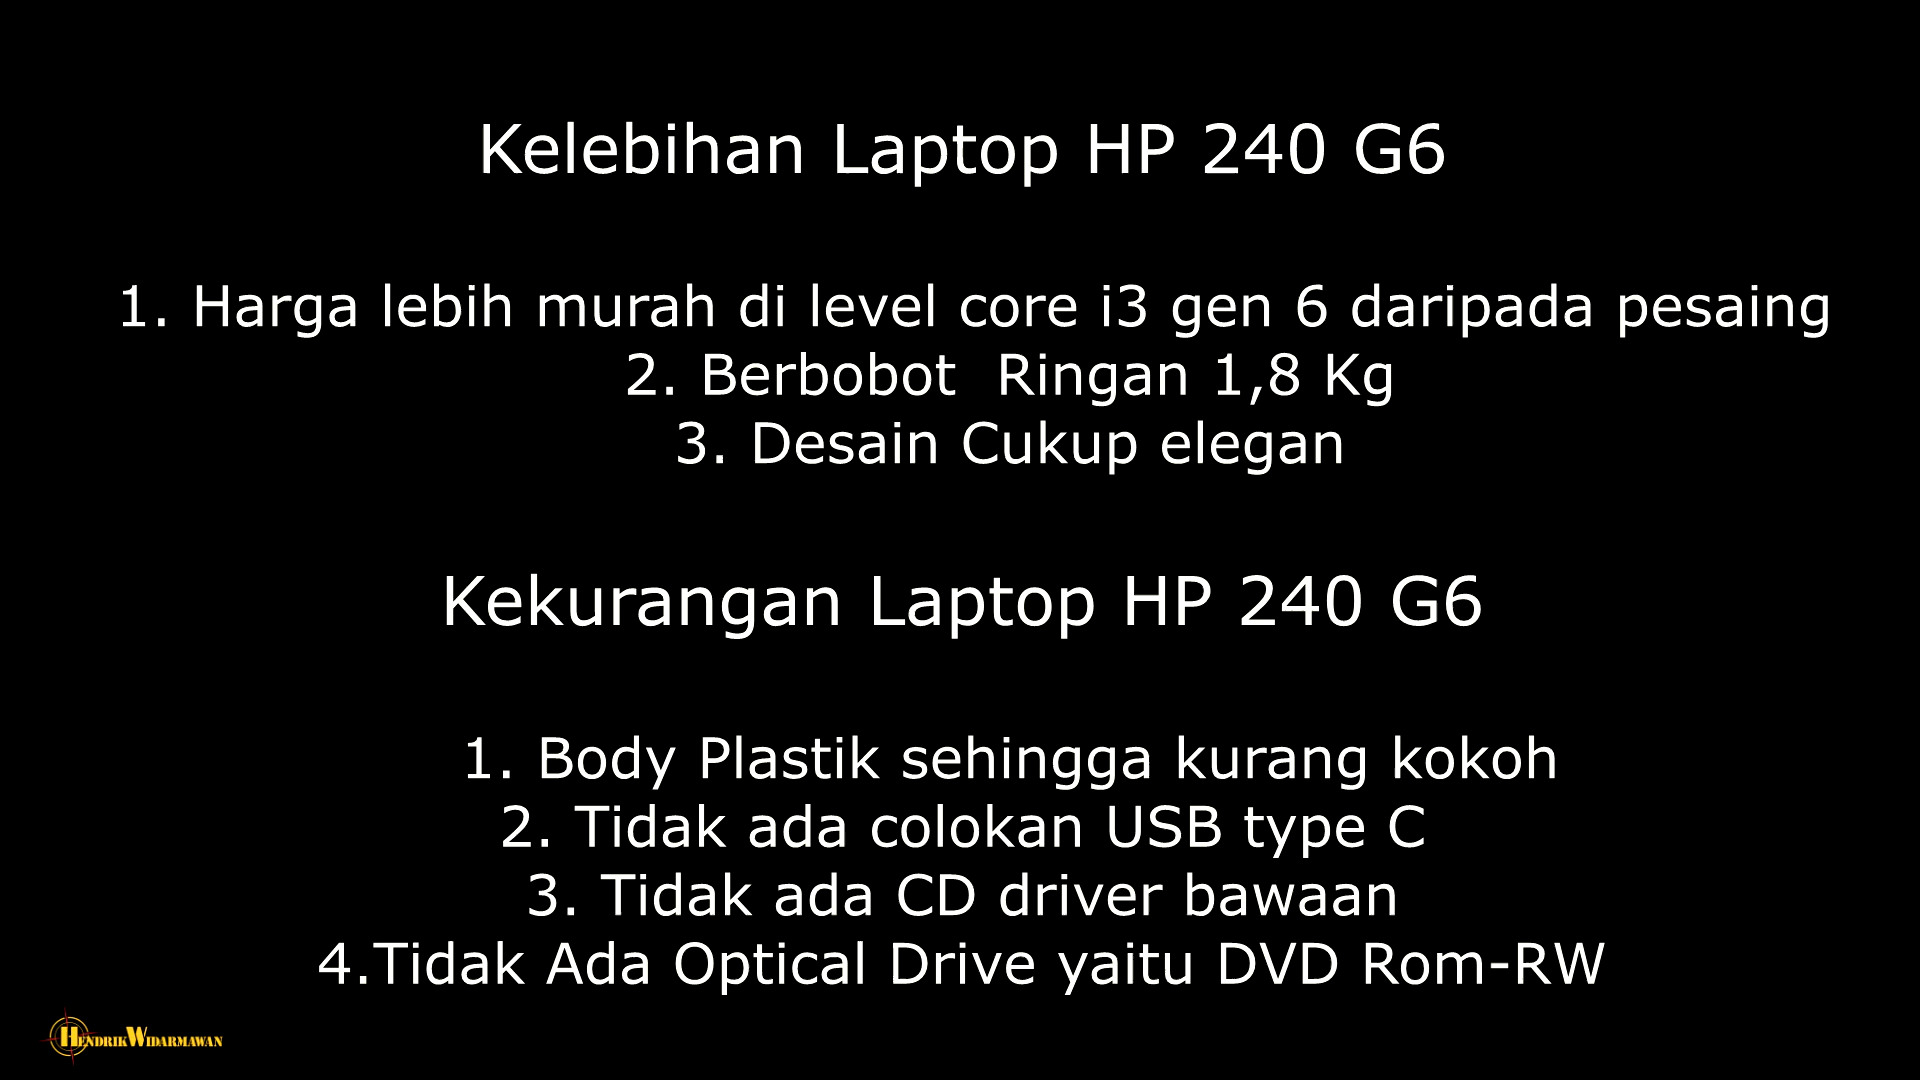 Kelebihan Laptop HP 240 G6
1. Harga lebih murah di level core i3 gen 6 daripada pesaing
2. Berbobot  Ringan 1,8 Kg
3. Desain Cukup elegan
Kekurangan Laptop HP 240 G6
1. Body Plastik sehingga kurang kokoh
2. Tidak ada colokan USB type C
3. Tidak ada CD driver bawaan
4.Tidak Ada Optical Drive yaitu DVD Rom-RW
HENDRIKWIDARMAWAN